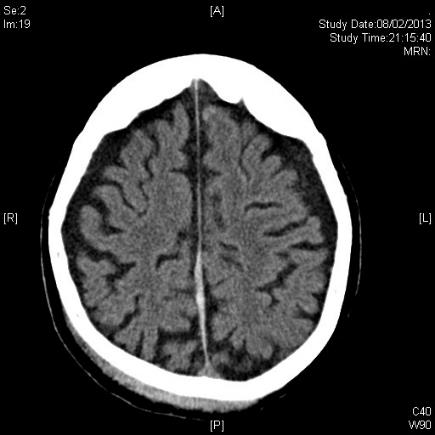 Se:2
Im:19
[A]
.
Study Date:08/02/2013
Study Time:21:15:40
MRN:
[R]
[L]
[P]
C40
W90